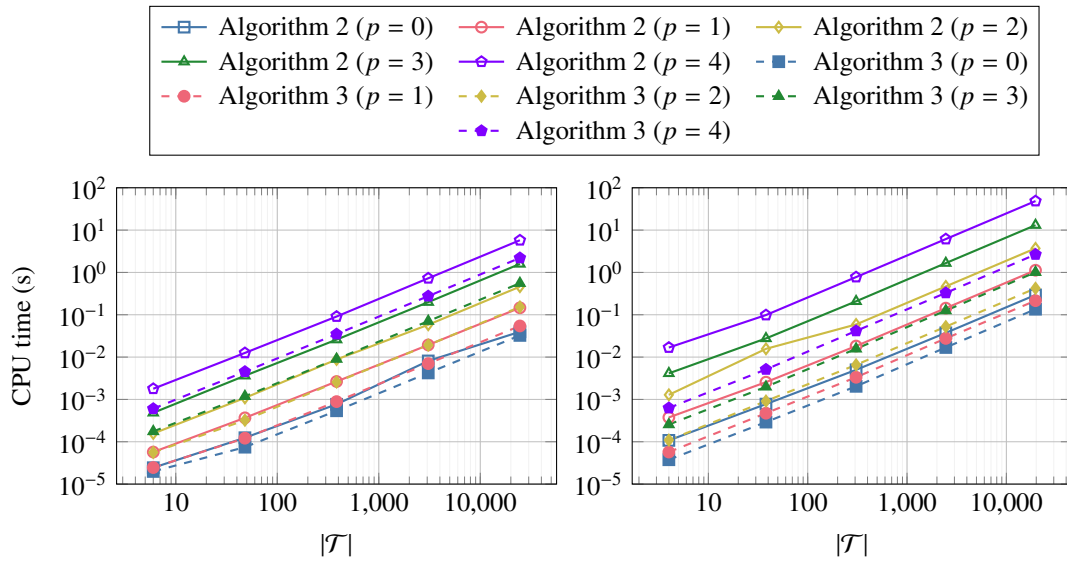 Algorithm 2 (p = 0) Algorithm 2 (p = 1) Algorithm 2 (p = 2)
Algorithm 2 (p = 3) Algorithm 2 (p = 4) Algorithm 3 (p = 0)
Algorithm 3 (p = 1) Algorithm 3 (p = 2) Algorithm 3 (p = 3)
Algorithm 3 (p = 4)
CPU time (s)
10²
10¹
10⁰
10⁻¹
10⁻²
10⁻³
10⁻⁴
10⁻⁵
10 100 1,000 10,000
|𝒯|
10²
10¹
10⁰
10⁻¹
10⁻²
10⁻³
10⁻⁴
10⁻⁵
10 100 1,000 10,000
|𝒯|